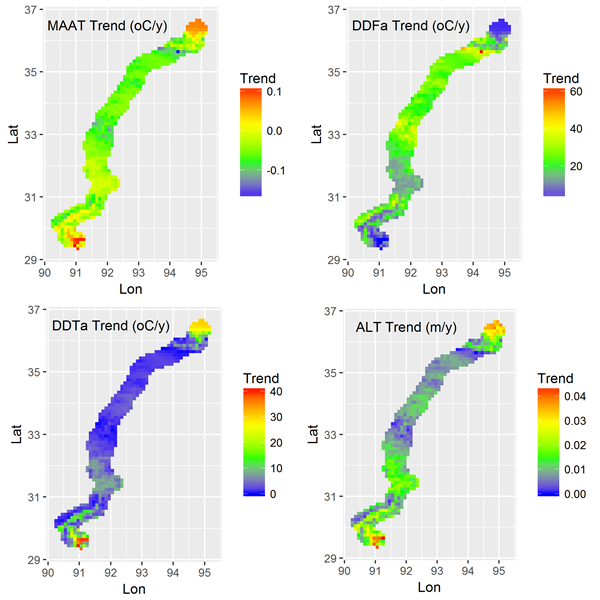 MAAT Trend (oC/y)
37
35
33
31
29
Lat
90 91 92 93 94 95
Lon
Trend
0.1
0.0
-0.1
DDFa Trend (oC/y)
37
35
33
31
29
Lat
90 91 92 93 94 95
Lon
Trend
60
40
20
DDTa Trend (oC/y)
37
35
33
31
29
Lat
90 91 92 93 94 95
Lon
Trend
40
30
20
10
0
ALT Trend (m/y)
37
35
33
31
29
Lat
90 91 92 93 94 95
Lon
Trend
0.04
0.03
0.02
0.01
0.00